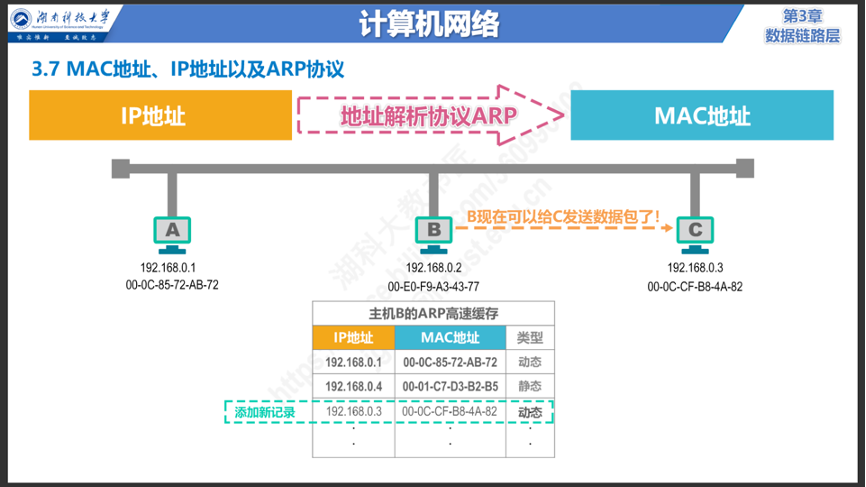 湖南科技大学
Hunan University of Science and Technology
唯实惟新 至诚致志
计算机网络
第3章
数据链路层
3.7 MAC地址、IP地址以及ARP协议
IP地址
地址解析协议ARP
MAC地址
A
B
B现在可以给C发送数据包了!
C
192.168.0.1
192.168.0.2
192.168.0.3
00-0C-85-72-AB-72
00-E0-F9-A3-43-77
00-0C-CF-B8-4A-82
主机B的ARP高速缓存
IP地址 MAC地址 类型
192.168.0.1 00-0C-85-72-AB-72 动态
192.168.0.4 00-01-C7-D3-B2-B5 静态
添加新记录 192.168.0.3 00-0C-CF-B8-4A-82 动态
湖科大教书匠